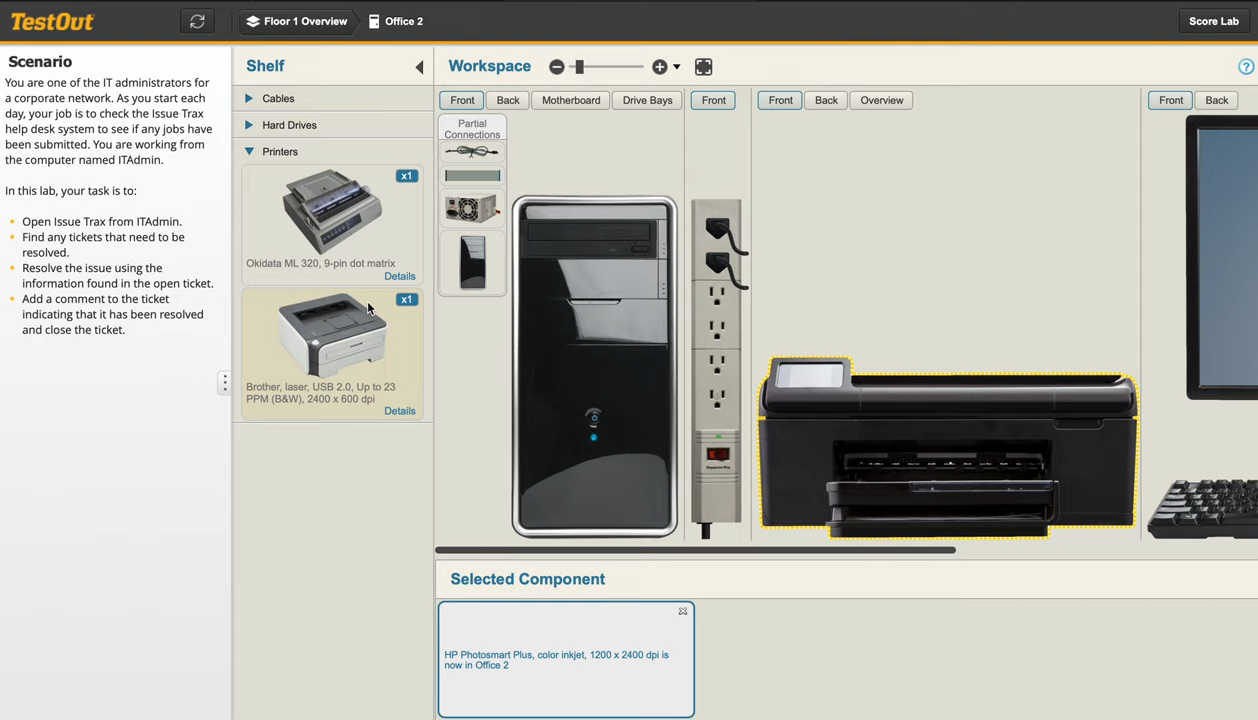 TestOut
Floor 1 Overview
Office 2
Score Lab
Scenario
You are one of the IT administrators for
a corporate network. As you start each
day, your job is to check the Issue Trax
help desk system to see if any jobs have
been submitted. You are working from
the computer named ITAdmin.
In this lab, your task is to:
Open Issue Trax from ITAdmin.
Find any tickets that need to be
resolved.
Resolve the issue using the
information found in the open ticket.
Add a comment to the ticket
indicating that it has been resolved
and close the ticket.
Shelf
Cables
Hard Drives
Printers
x1
Okidata ML 320, 9-pin dot matrix
Details
x1
Brother, laser, USB 2.0, Up to 23
PPM (B&W), 2400 x 600 dpi
Details
Workspace
?
Front Back Motherboard Drive Bays
Front
Front Back Overview
Front Back
Partial
Connections
Selected Component
HP Photosmart Plus, color inkjet, 1200 x 2400 dpi is
now in Office 2